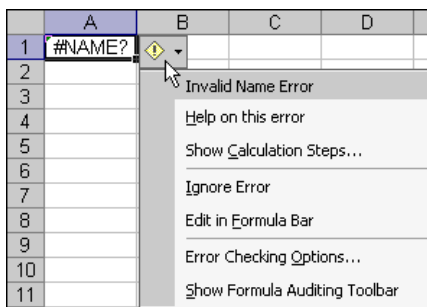 A B C D
1 #NAME?
2
3 Invalid Name Error
4 Help on this error
5 Show Calculation Steps...
6
7 Ignore Error
8 Edit in Formula Bar
9
10 Error Checking Options...
11 Show Formula Auditing Toolbar